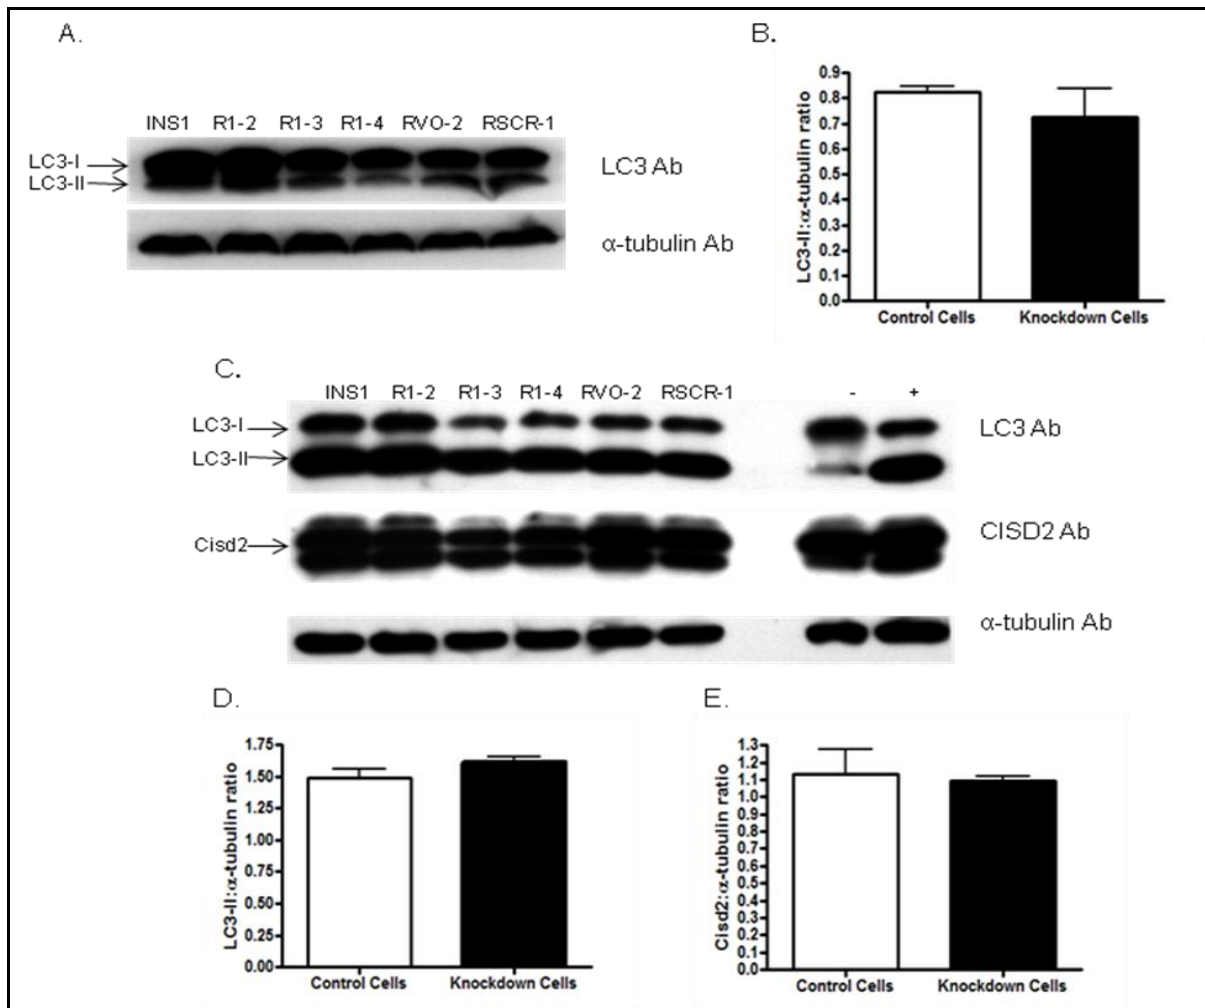 A.
INS1 R1-2 R1-3 R1-4 RVO-2 RSCR-1
LC3-I
LC3-II
LC3 Ab
α-tubulin Ab
B.
LC3-II:α-tubulin ratio
0.9
0.8
0.7
0.6
0.5
0.4
0.3
0.2
0.1
0.0
Control Cells Knockdown Cells
C.
INS1 R1-2 R1-3 R1-4 RVO-2 RSCR-1 - +
LC3-I
LC3-II
LC3 Ab
Cisd2
CISD2 Ab
α-tubulin Ab
D.
LC3-II:α-tubulin ratio
1.75
1.50
1.25
1.00
0.75
0.50
0.25
0.00
Control Cells Knockdown Cells
E.
Cisd2:α-tubulin ratio
1.3
1.2
1.1
1.0
0.9
0.8
0.7
0.6
0.5
0.4
0.3
0.2
0.1
0.0
Control Cells Knockdown Cells